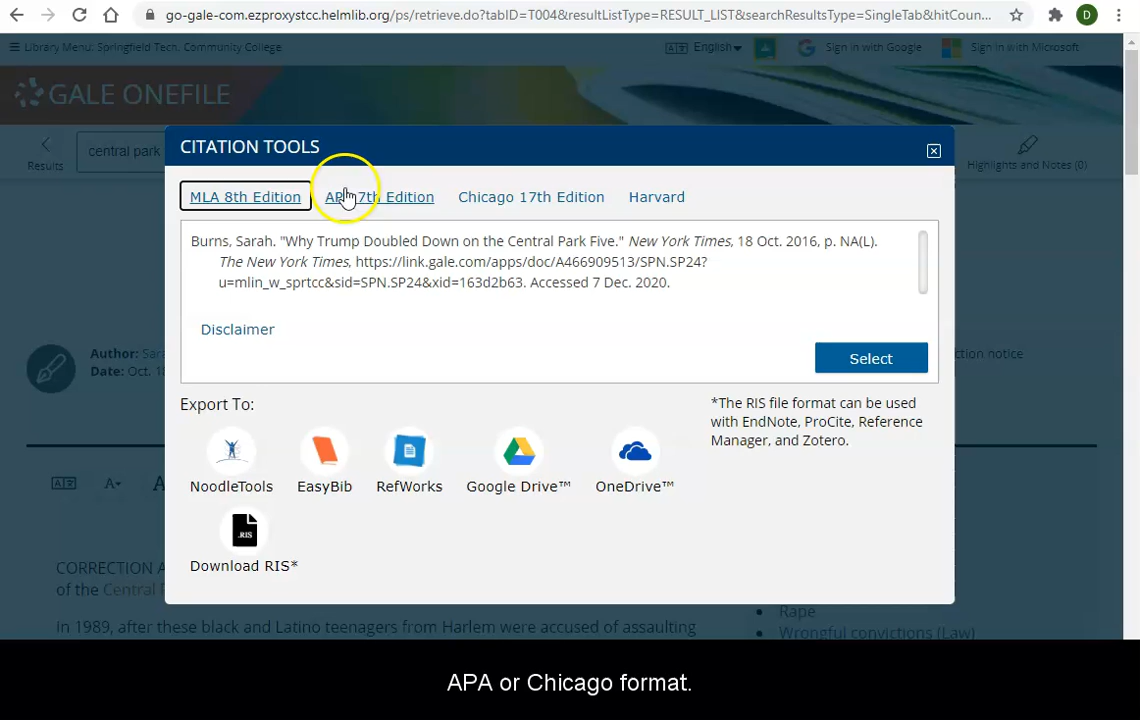 go-gale-com.ezproxystcc.helmlib.org/ps/retrieve.do?tabID=T004&resultListType=RESULT_LIST&searchResultsType=SingleTab&hitCoun...
D
Library Menu: Springfield Tech, Community College
English
Sign in with Google
Sign in with Microsoft
GALE ONEFILE
Results
central park
Highlights and Notes (0)
CITATION TOOLS
MLA 8th Edition
APA 7th Edition
Chicago 17th Edition
Harvard
Burns, Sarah. "Why Trump Doubled Down on the Central Park Five." New York Times, 18 Oct. 2016, p. NA(L).
The New York Times, https://link.gale.com/apps/doc/A466909513/SPN.SP24?
u=mlin_w_sprtcc&sid=SPN.SP24&xid=163d2b63. Accessed 7 Dec. 2020.
Disclaimer
Select
Author: Sar
Date: Oct. 18
ction notice
Export To:
*The RIS file format can be used
with EndNote, ProCite, Reference
Manager, and Zotero.
NoodleTools
EasyBib
RefWorks
Google Drive™
OneDrive™
A-
A
.RIS
Download RIS*
CORRECTION A
of the Central P
In 1989, after these black and Latino teenagers from Harlem were accused of assaulting
Rape
Wrongful convictions (Law)
APA or Chicago format.